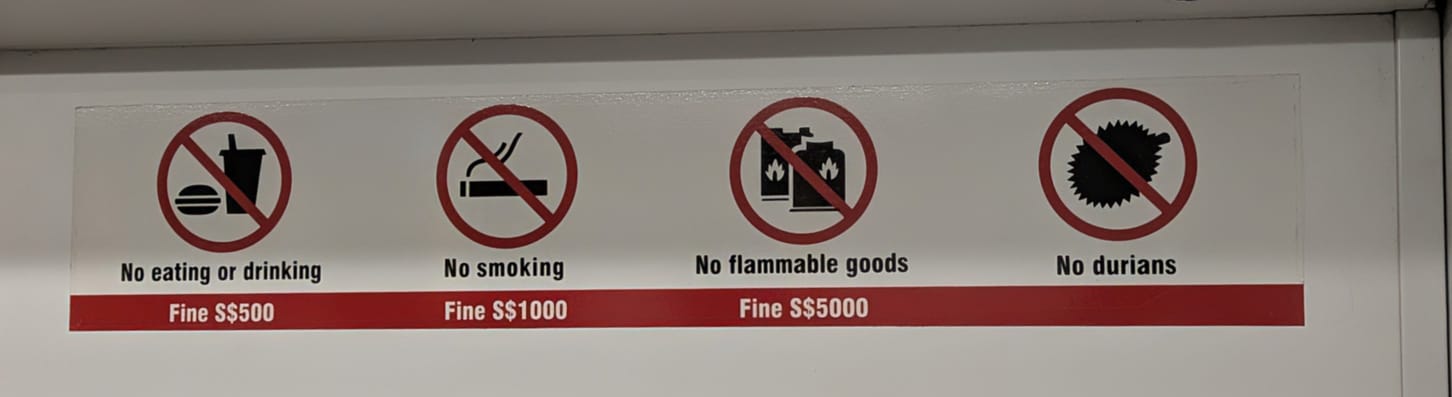 No eating or drinking
Fine S$500
No smoking
Fine S$1000
No flammable goods
Fine S$5000
No durians